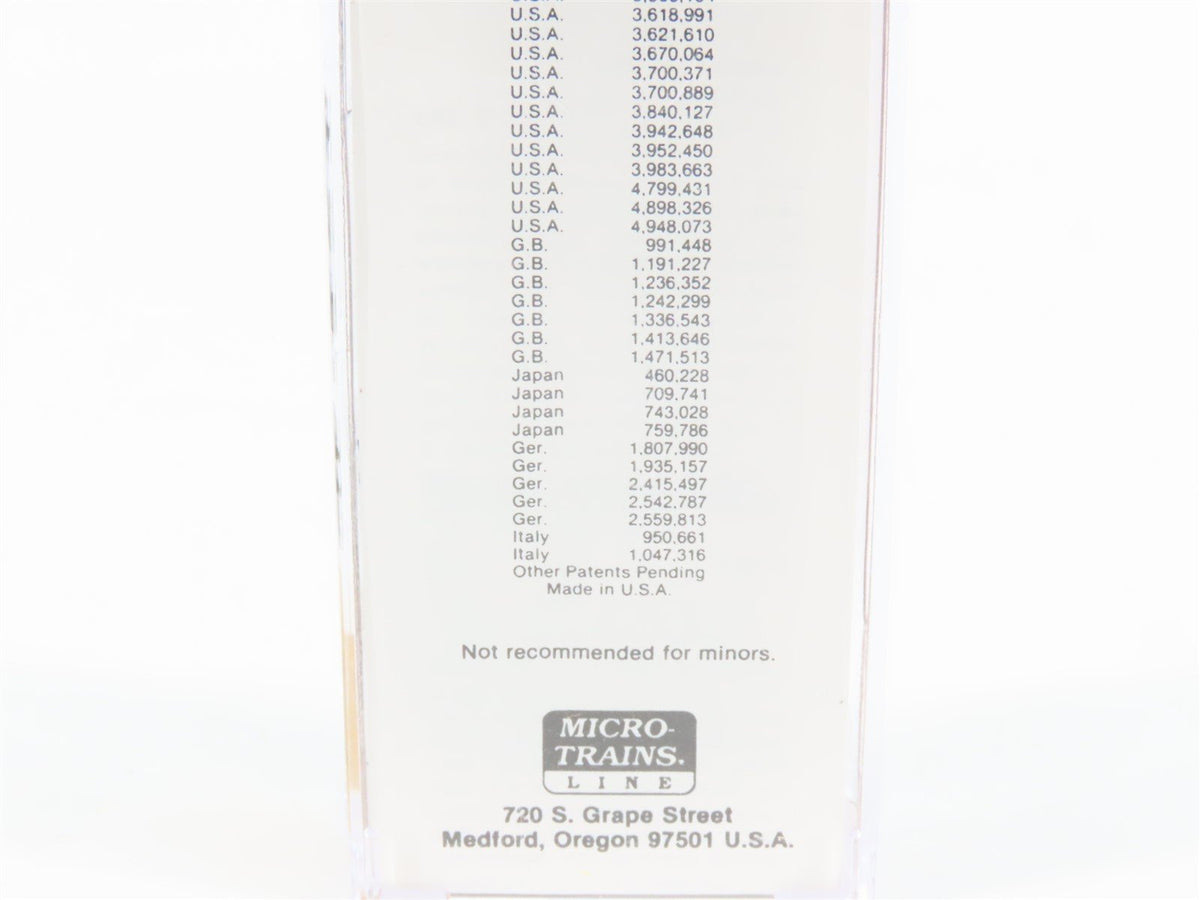 U.S.A. 3,618,991
U.S.A. 3,621,610
U.S.A. 3,670,064
U.S.A. 3,700,371
U.S.A. 3,700,889
U.S.A. 3,840,127
U.S.A. 3,942,648
U.S.A. 3,952,450
U.S.A. 3,983,663
U.S.A. 4,799,431
U.S.A. 4,898,326
U.S.A. 4,948,073
G.B. 991,448
G.B. 1,191,227
G.B. 1,236,352
G.B. 1,242,299
G.B. 1,336,543
G.B. 1,413,646
G.B. 1,471,513
Japan 460,228
Japan 709,741
Japan 743,028
Japan 759,786
Ger. 1,807,990
Ger. 1,935,157
Ger. 2,415,497
Ger. 2,542,787
Ger. 2,559,813
Italy 950,661
Italy 1,047,316
Other Patents Pending
Made in U.S.A.
Not recommended for minors.
MICRO-
TRAINS®
LINE
720 S. Grape Street
Medford, Oregon 97501 U.S.A.